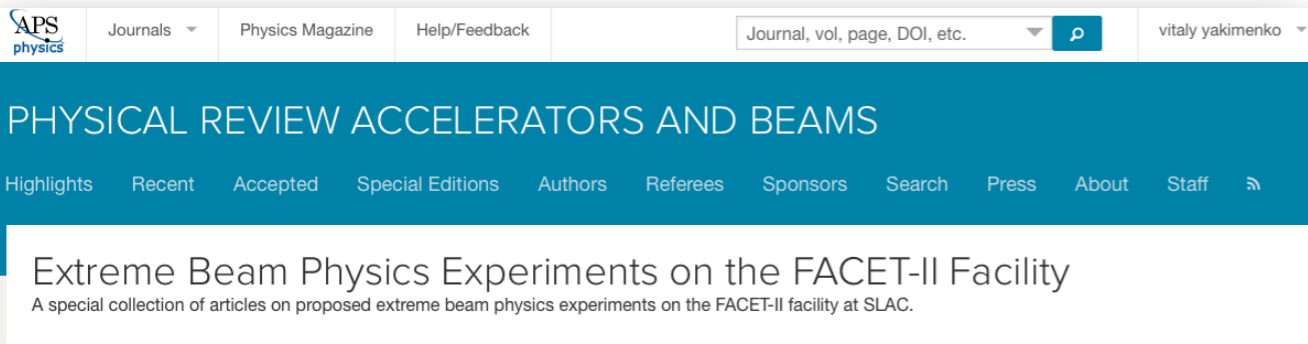 APS
physics
Journals
Physics Magazine
Help/Feedback
Journal, vol, page, DOI, etc.
vitaly yakimenko
PHYSICAL REVIEW ACCELERATORS AND BEAMS
Highlights Recent Accepted Special Editions Authors Referees Sponsors Search Press About Staff
Extreme Beam Physics Experiments on the FACET-II Facility
A special collection of articles on proposed extreme beam physics experiments on the FACET-II facility at SLAC.